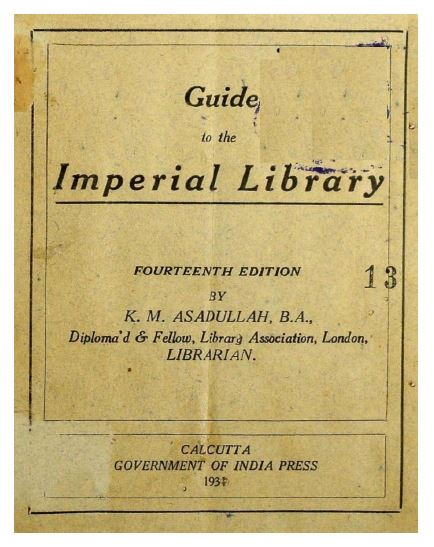 Guide
to the
Imperial Library
FOURTEENTH EDITION
13
BY
K. M. ASADULLAH, B.A.,
Diploma'd & Fellow, Library Association, London,
LIBRARIAN.
CALCUTTA
GOVERNMENT OF INDIA PRESS